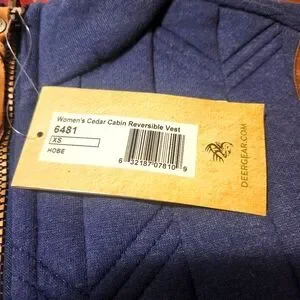 Women's Cedar Cabin Reversible Vest
6481
XS
HOBE
6 32187 07810 9
DEERGEAR.COM